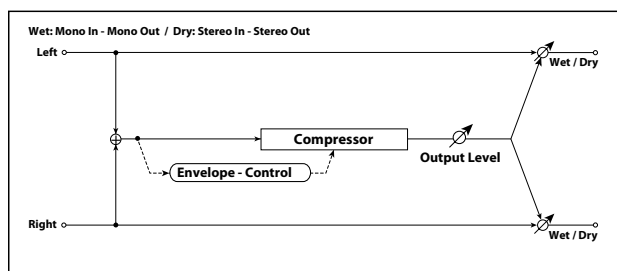 Wet: Mono In - Mono Out / Dry: Stereo In - Stereo Out
Left
Wet / Dry
Compressor
Output Level
Envelope - Control
Right
Wet / Dry